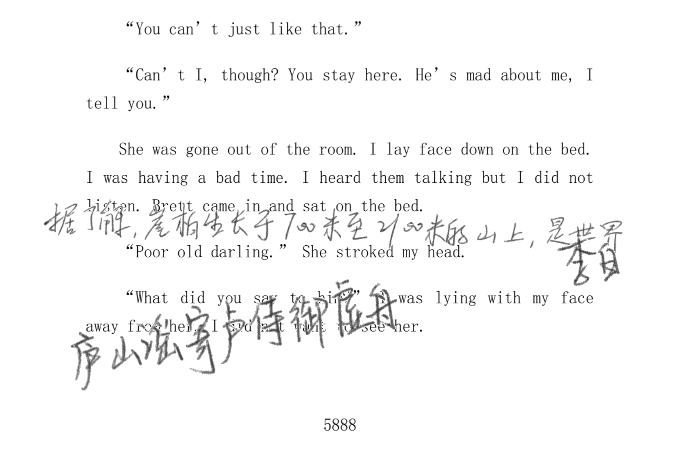 “You can’t just like that.”
“Can’t I, though? You stay here. He’s mad about me, I
tell you.”
She was gone out of the room. I lay face down on the bed.
I was having a bad time. I heard them talking but I did not
listen. Brett came in and sat on the bed.
据了解，崖柏生长于700米至2100米的山上，是世界
“Poor old darling.” She stroked my head.
李白
“What did you say to him?” I was lying with my face
away from her. I did not want to see her.
庐山谣寄卢侍御虚舟
5888